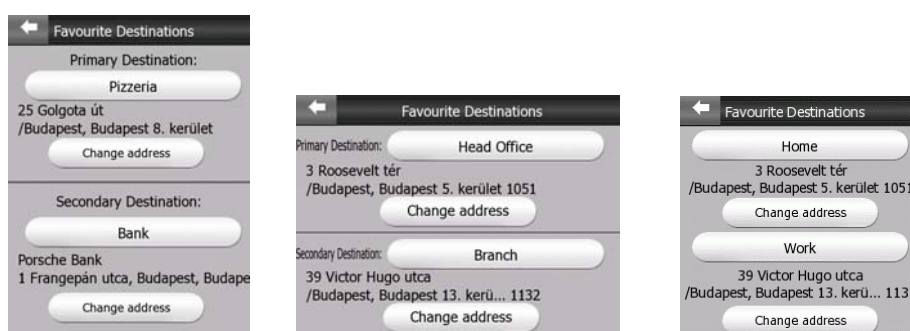 Favourite Destinations
Primary Destination:
Pizzeria
25 Golgota út
/Budapest, Budapest 8. kerület
Change address
Secondary Destination:
Bank
Porsche Bank
1 Frangepán utca, Budapest, Budape
Change address
Favourite Destinations
Primary Destination: Head Office
3 Roosevelt tér
/Budapest, Budapest 5. kerület 1051
Change address
Secondary Destination: Branch
39 Victor Hugo utca
/Budapest, Budapest 13. kerü... 1132
Change address
Favourite Destinations
Home
3 Roosevelt tér
/Budapest, Budapest 5. kerület 1051
Change address
Work
39 Victor Hugo utca
/Budapest, Budapest 13. kerü... 113
Change address